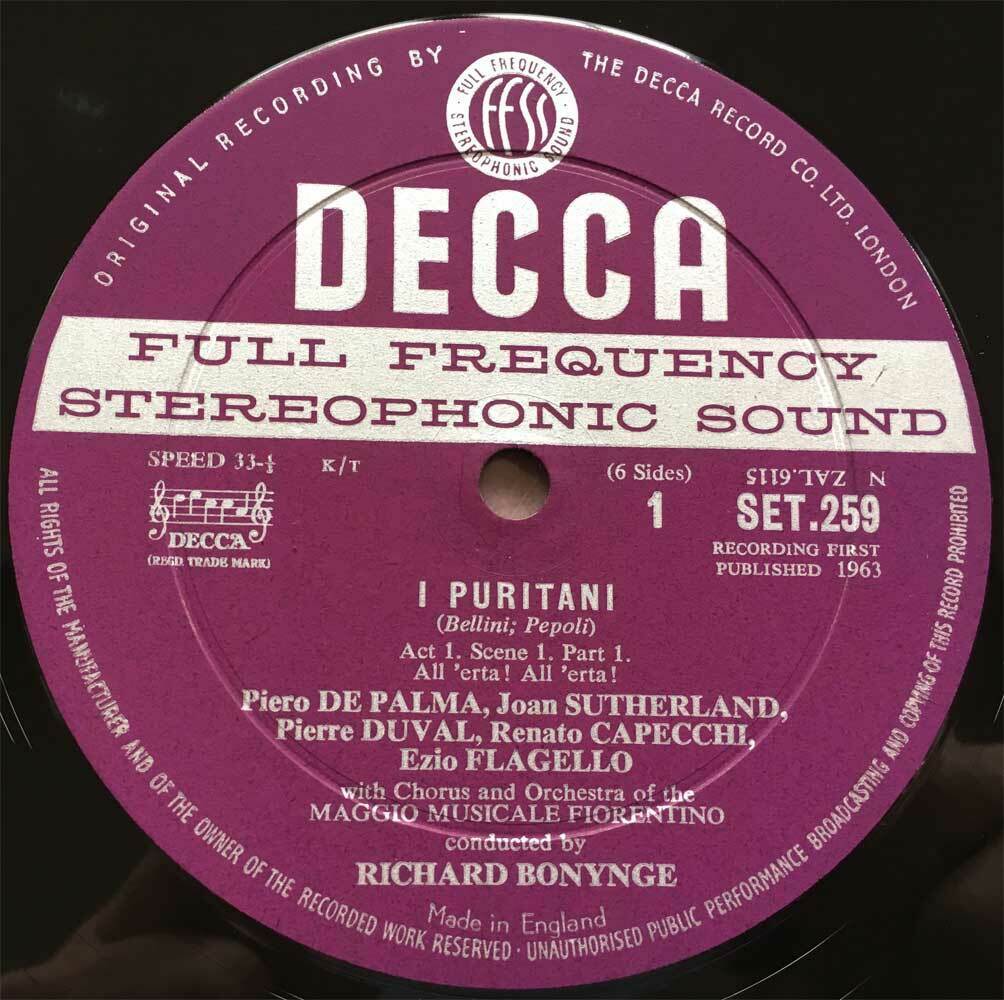 ORIGINAL RECORDING BY THE DECCA RECORD CO. LTD. LONDON
FULL FREQUENCY · STEREOPHONIC SOUND ·
FFSS
DECCA
FULL FREQUENCY
STEREOPHONIC SOUND
SPEED 33-⅓ K/T
DECCA
(REGD. TRADE MARK)
(6 Sides)
1
N ZAL.6115
SET.259
RECORDING FIRST
PUBLISHED 1963
I PURITANI
(Bellini; Pepoli)
Act 1. Scene 1. Part 1.
All 'erta! All 'erta!
Piero DE PALMA, Joan SUTHERLAND,
Pierre DUVAL, Renato CAPECCHI,
Ezio FLAGELLO
with Chorus and Orchestra of the
MAGGIO MUSICALE FIORENTINO
conducted by
RICHARD BONYNGE
Made in England
ALL RIGHTS OF THE MANUFACTURER AND OF THE OWNER OF THE RECORDED WORK RESERVED · UNAUTHORISED PUBLIC PERFORMANCE BROADCASTING AND COPYING OF THIS RECORD PROHIBITED